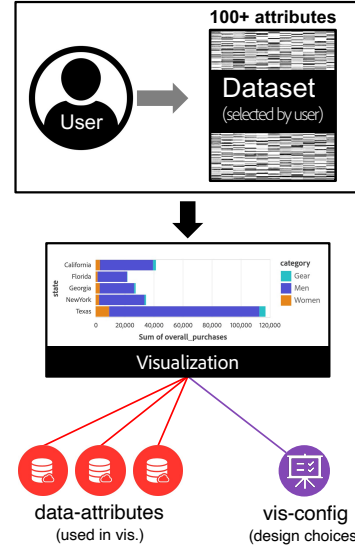 100+ attributes
User
Dataset
(selected by user)
California
Florida
Georgia
NewYork
Texas
state
0 20,000 40,000 60,000 80,000 100,000 120,000
Sum of overall_purchases
category
Gear
Men
Women
Visualization
data-attributes
(used in vis.)
vis-config
(design choices